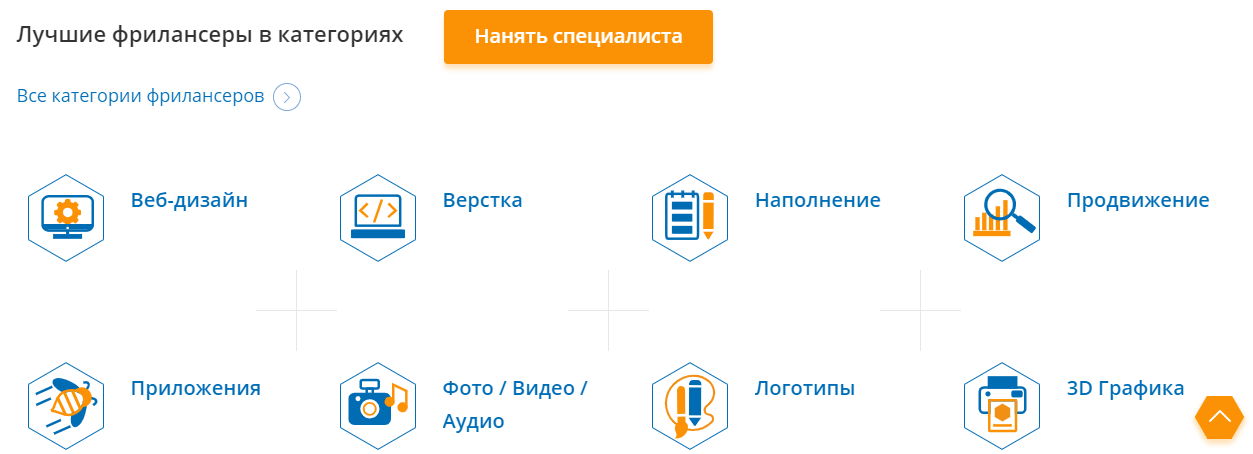 Лучшие фрилансеры в категориях
Нанять специалиста
Все категории фрилансеров
Веб-дизайн
Верстка
Наполнение
Продвижение
Приложения
Фото / Видео /
Аудио
Логотипы
3D Графика